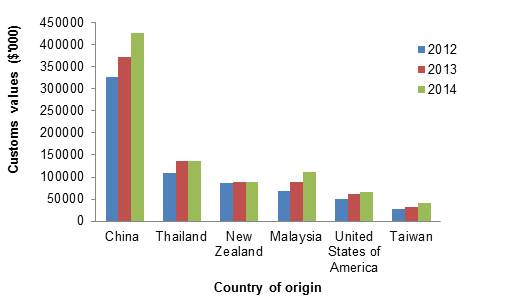 Customs values ($'000)
450000
400000
350000
300000
250000
200000
150000
100000
50000
0
2012
2013
2014
China Thailand New Malaysia United Taiwan
Zealand States of
America
Country of origin